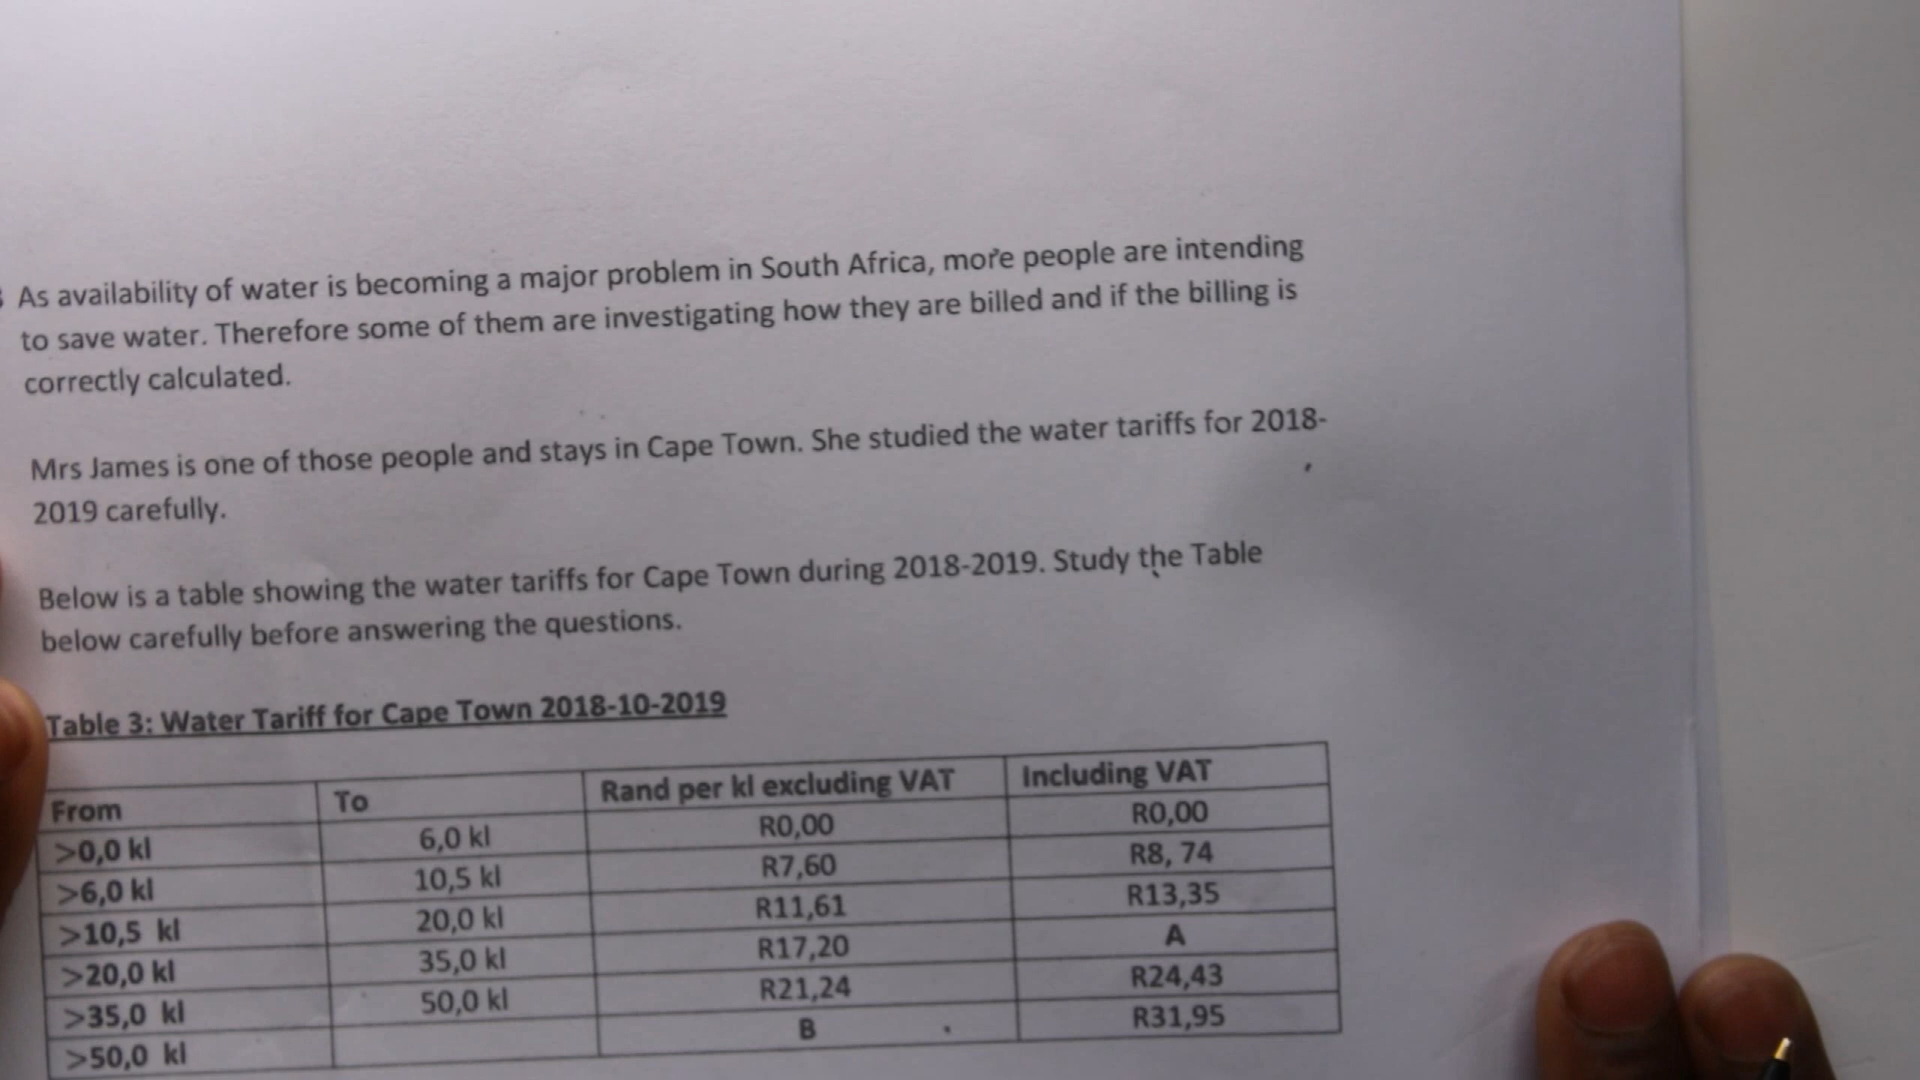 As availability of water is becoming a major problem in South Africa, more people are intending
to save water. Therefore some of them are investigating how they are billed and if the billing is
correctly calculated.
Mrs James is one of those people and stays in Cape Town. She studied the water tariffs for 2018-
2019 carefully.
Below is a table showing the water tariffs for Cape Town during 2018-2019. Study the Table
below carefully before answering the questions.
Table 3: Water Tariff for Cape Town 2018-10-2019
From To Rand per kl excluding VAT Including VAT
>0,0 kl 6,0 kl R0,00 R0,00
>6,0 kl 10,5 kl R7,60 R8, 74
>10,5 kl 20,0 kl R11,61 R13,35
>20,0 kl 35,0 kl R17,20 A
>35,0 kl 50,0 kl R21,24 R24,43
>50,0 kl B R31,95